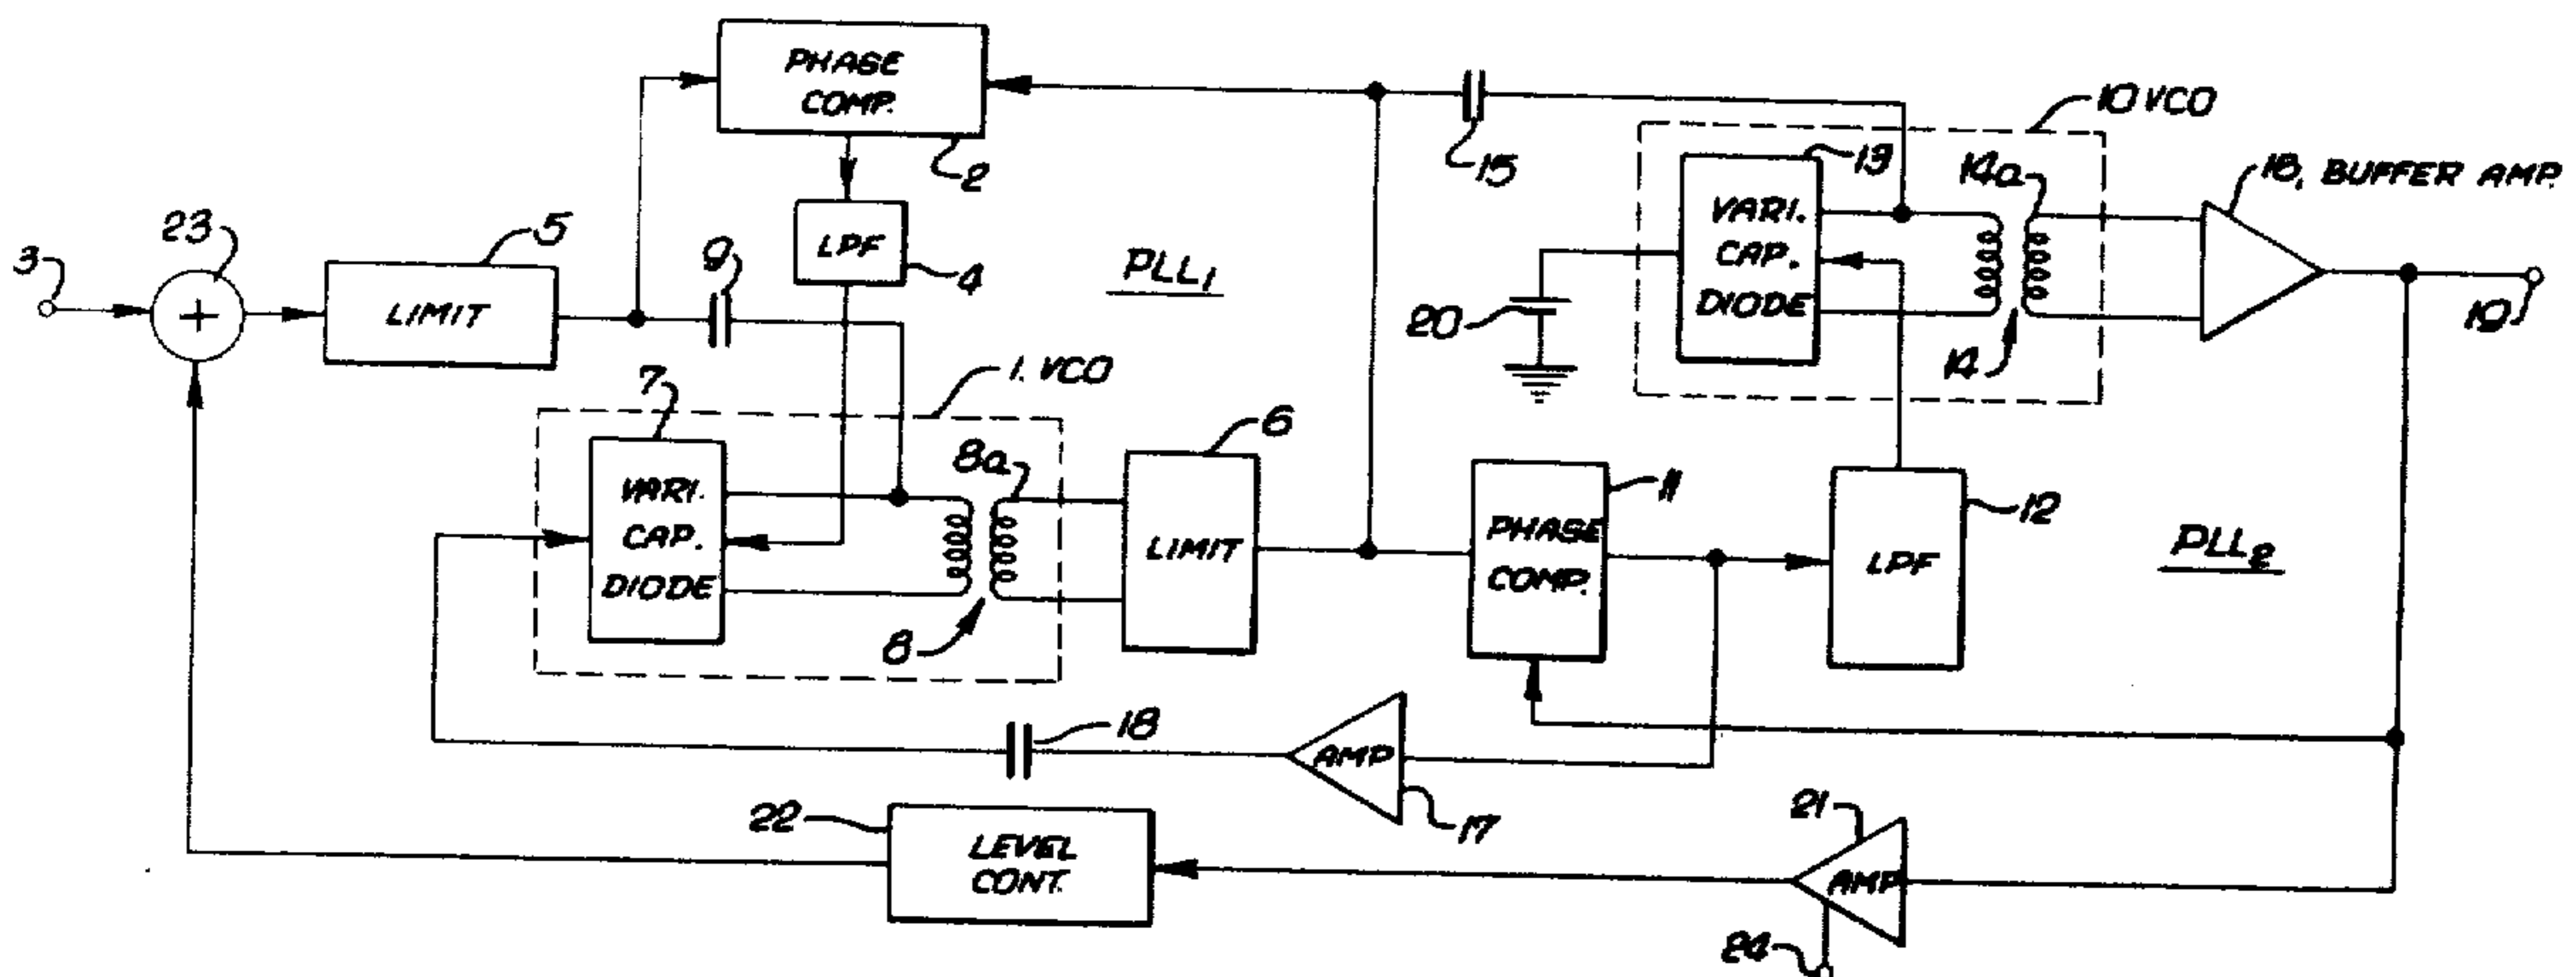 PHASE
COMP.
2
10 VCO
15
13
14a
18, BUFFER AMP.
VARI.
CAP.
DIODE
3
23
5
9
LPF
4
PLL1
LIMIT
20
14
19
1. VCO
7
6
8a
11
12
VARI.
CAP.
DIODE
LIMIT
PHASE
COMP.
LPF
PLL2
8
18
AMP
17
22
LEVEL
CONT.
21
AMP
24